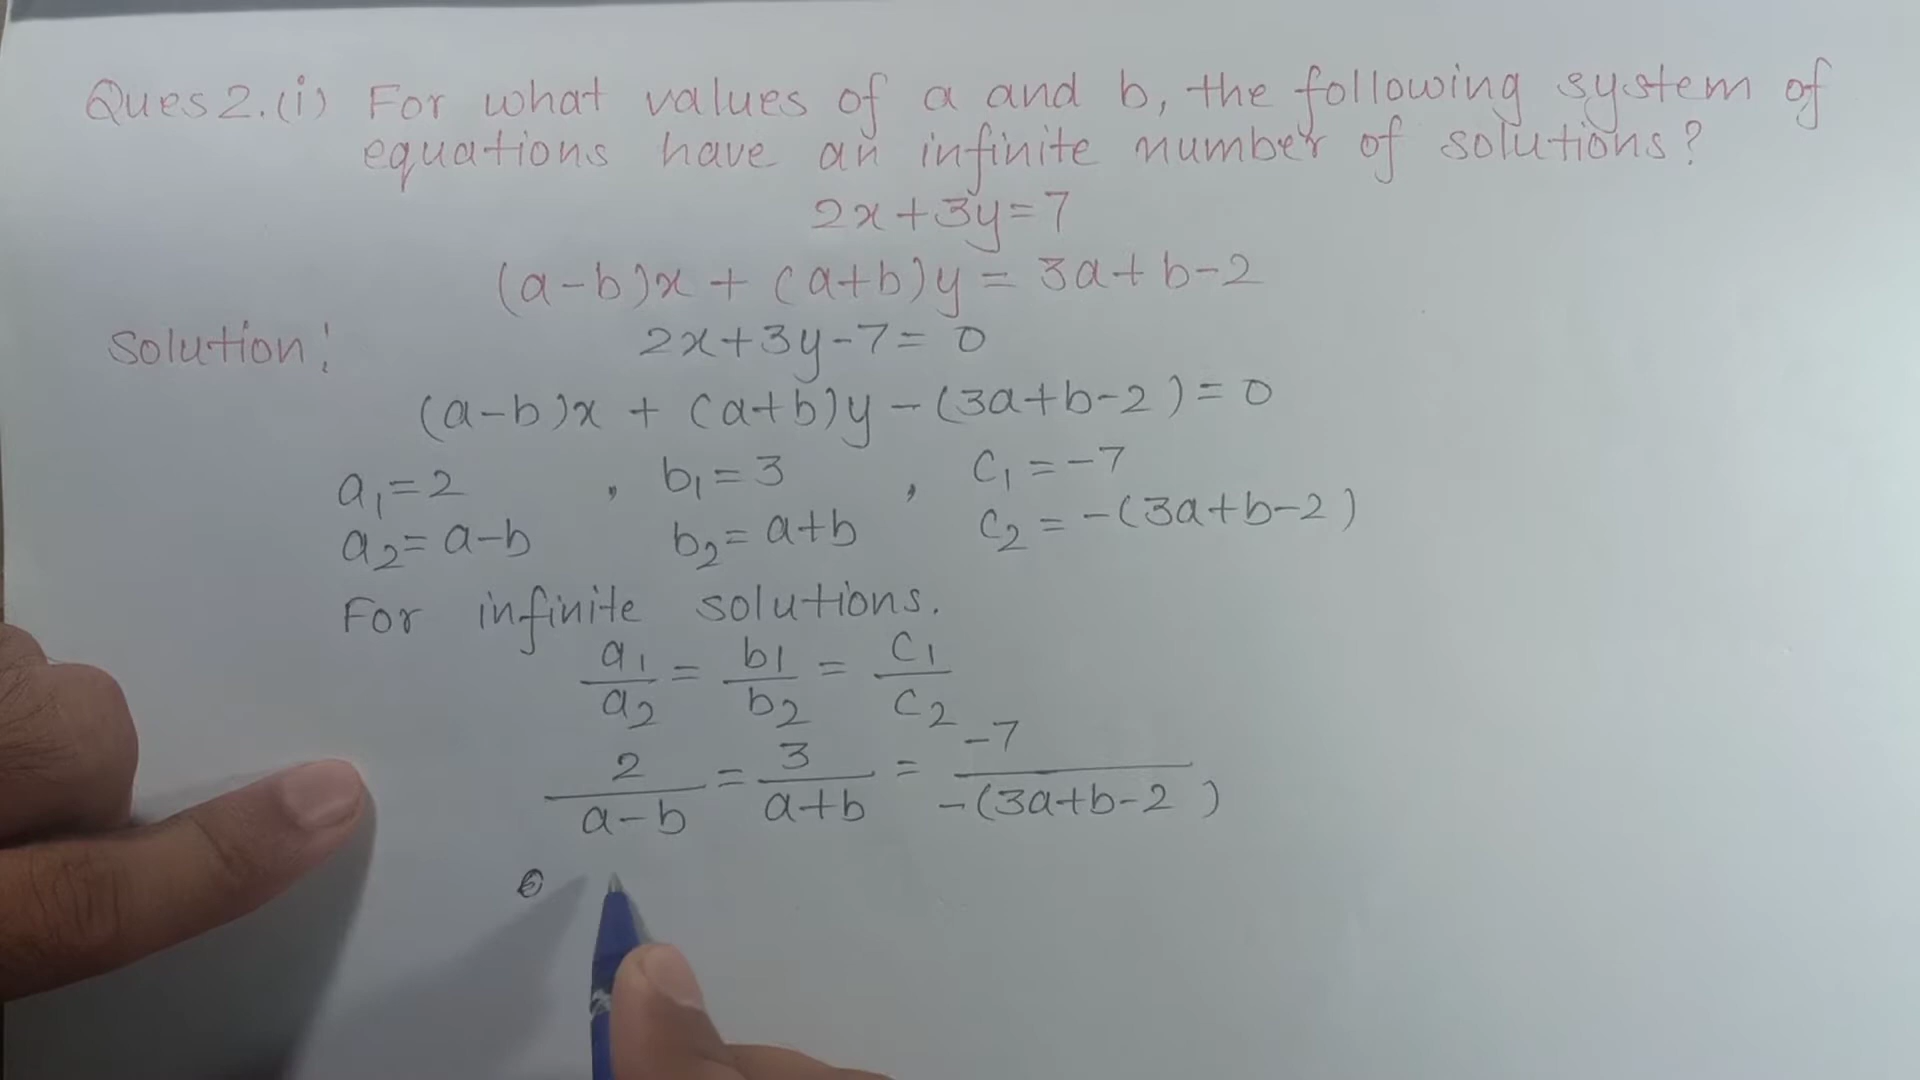 Ques 2.(i) For what values of a and b, the following system of
equations have an infinite number of solutions?
2x+3y=7
(a-b)x + (a+b)y = 3a+b-2
Solution:
2x+3y-7=0
(a-b)x + (a+b)y-(3a+b-2)=0
a₁=2 , b₁=3 , C₁=-7
a₂=a-b b₂=a+b C₂=-(3a+b-2)
For infinite solutions.
a₁/a₂ = b1/b₂ = C₁/C₂
2/(a-b) = 3/(a+b) = -7/-(3a+b-2)